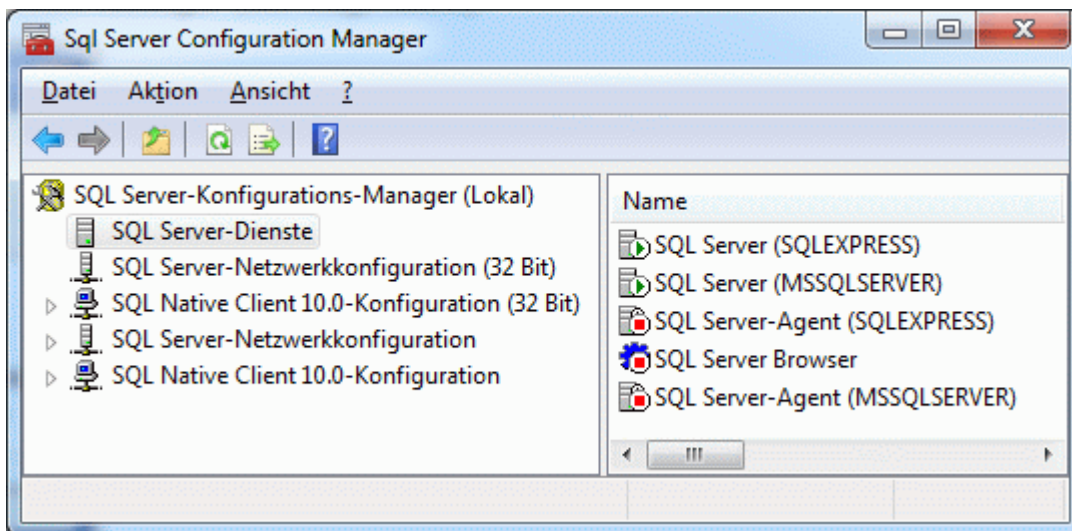 Sql Server Configuration Manager
Datei Aktion Ansicht ?
SQL Server-Konfigurations-Manager (Lokal)
SQL Server-Dienste
SQL Server-Netzwerkkonfiguration (32 Bit)
SQL Native Client 10.0-Konfiguration (32 Bit)
SQL Server-Netzwerkkonfiguration
SQL Native Client 10.0-Konfiguration
Name
SQL Server (SQLEXPRESS)
SQL Server (MSSQLSERVER)
SQL Server-Agent (SQLEXPRESS)
SQL Server Browser
SQL Server-Agent (MSSQLSERVER)